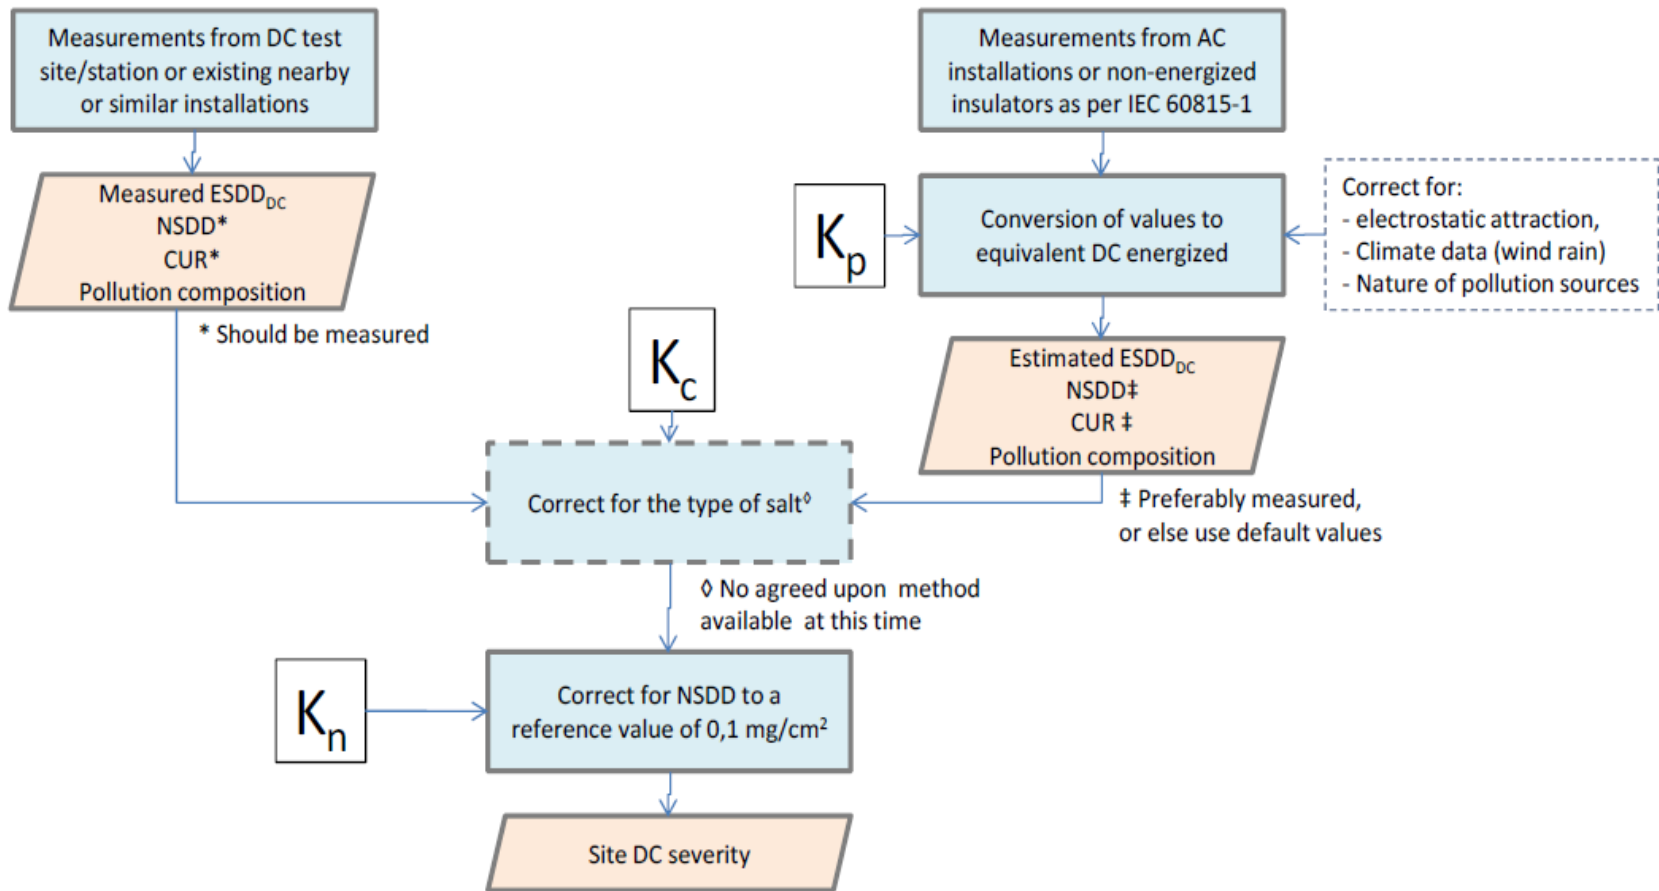 Measurements from DC test
site/station or existing nearby
or similar installations
Measured ESDD_DC
NSDD*
CUR*
Pollution composition
* Should be measured
Measurements from AC
installations or non-energized
insulators as per IEC 60815-1
K_p
Conversion of values to
equivalent DC energized
Correct for:
- electrostatic attraction,
- Climate data (wind rain)
- Nature of pollution sources
Estimated ESDD_DC
NSDD‡
CUR ‡
Pollution composition
‡ Preferably measured,
or else use default values
K_c
Correct for the type of salt◊
◊ No agreed upon method
available at this time
K_n
Correct for NSDD to a
reference value of 0,1 mg/cm²
Site DC severity